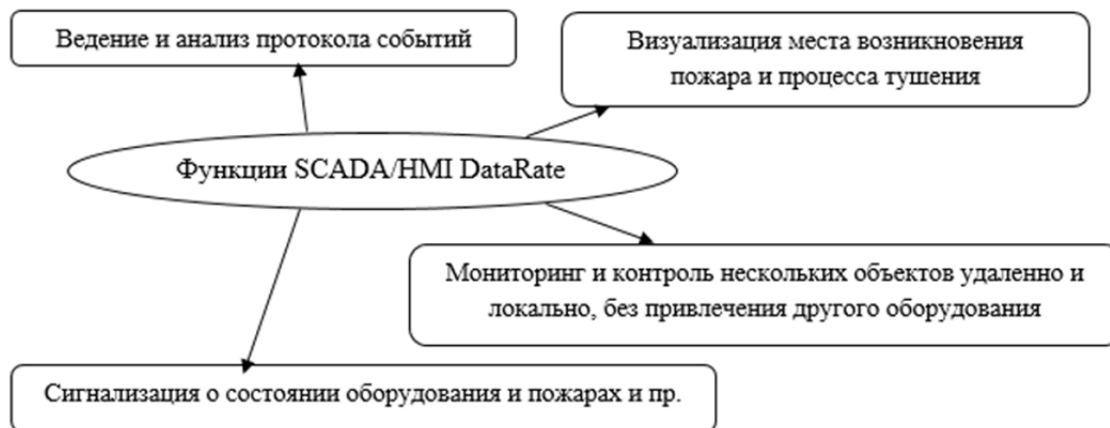 Ведение и анализ протокола событий
Визуализация места возникновения
пожара и процесса тушения
Функции SCADA/HMI DataRate
Мониторинг и контроль нескольких объектов удаленно и
локально, без привлечения другого оборудования
Сигнализация о состоянии оборудования и пожарах и пр.